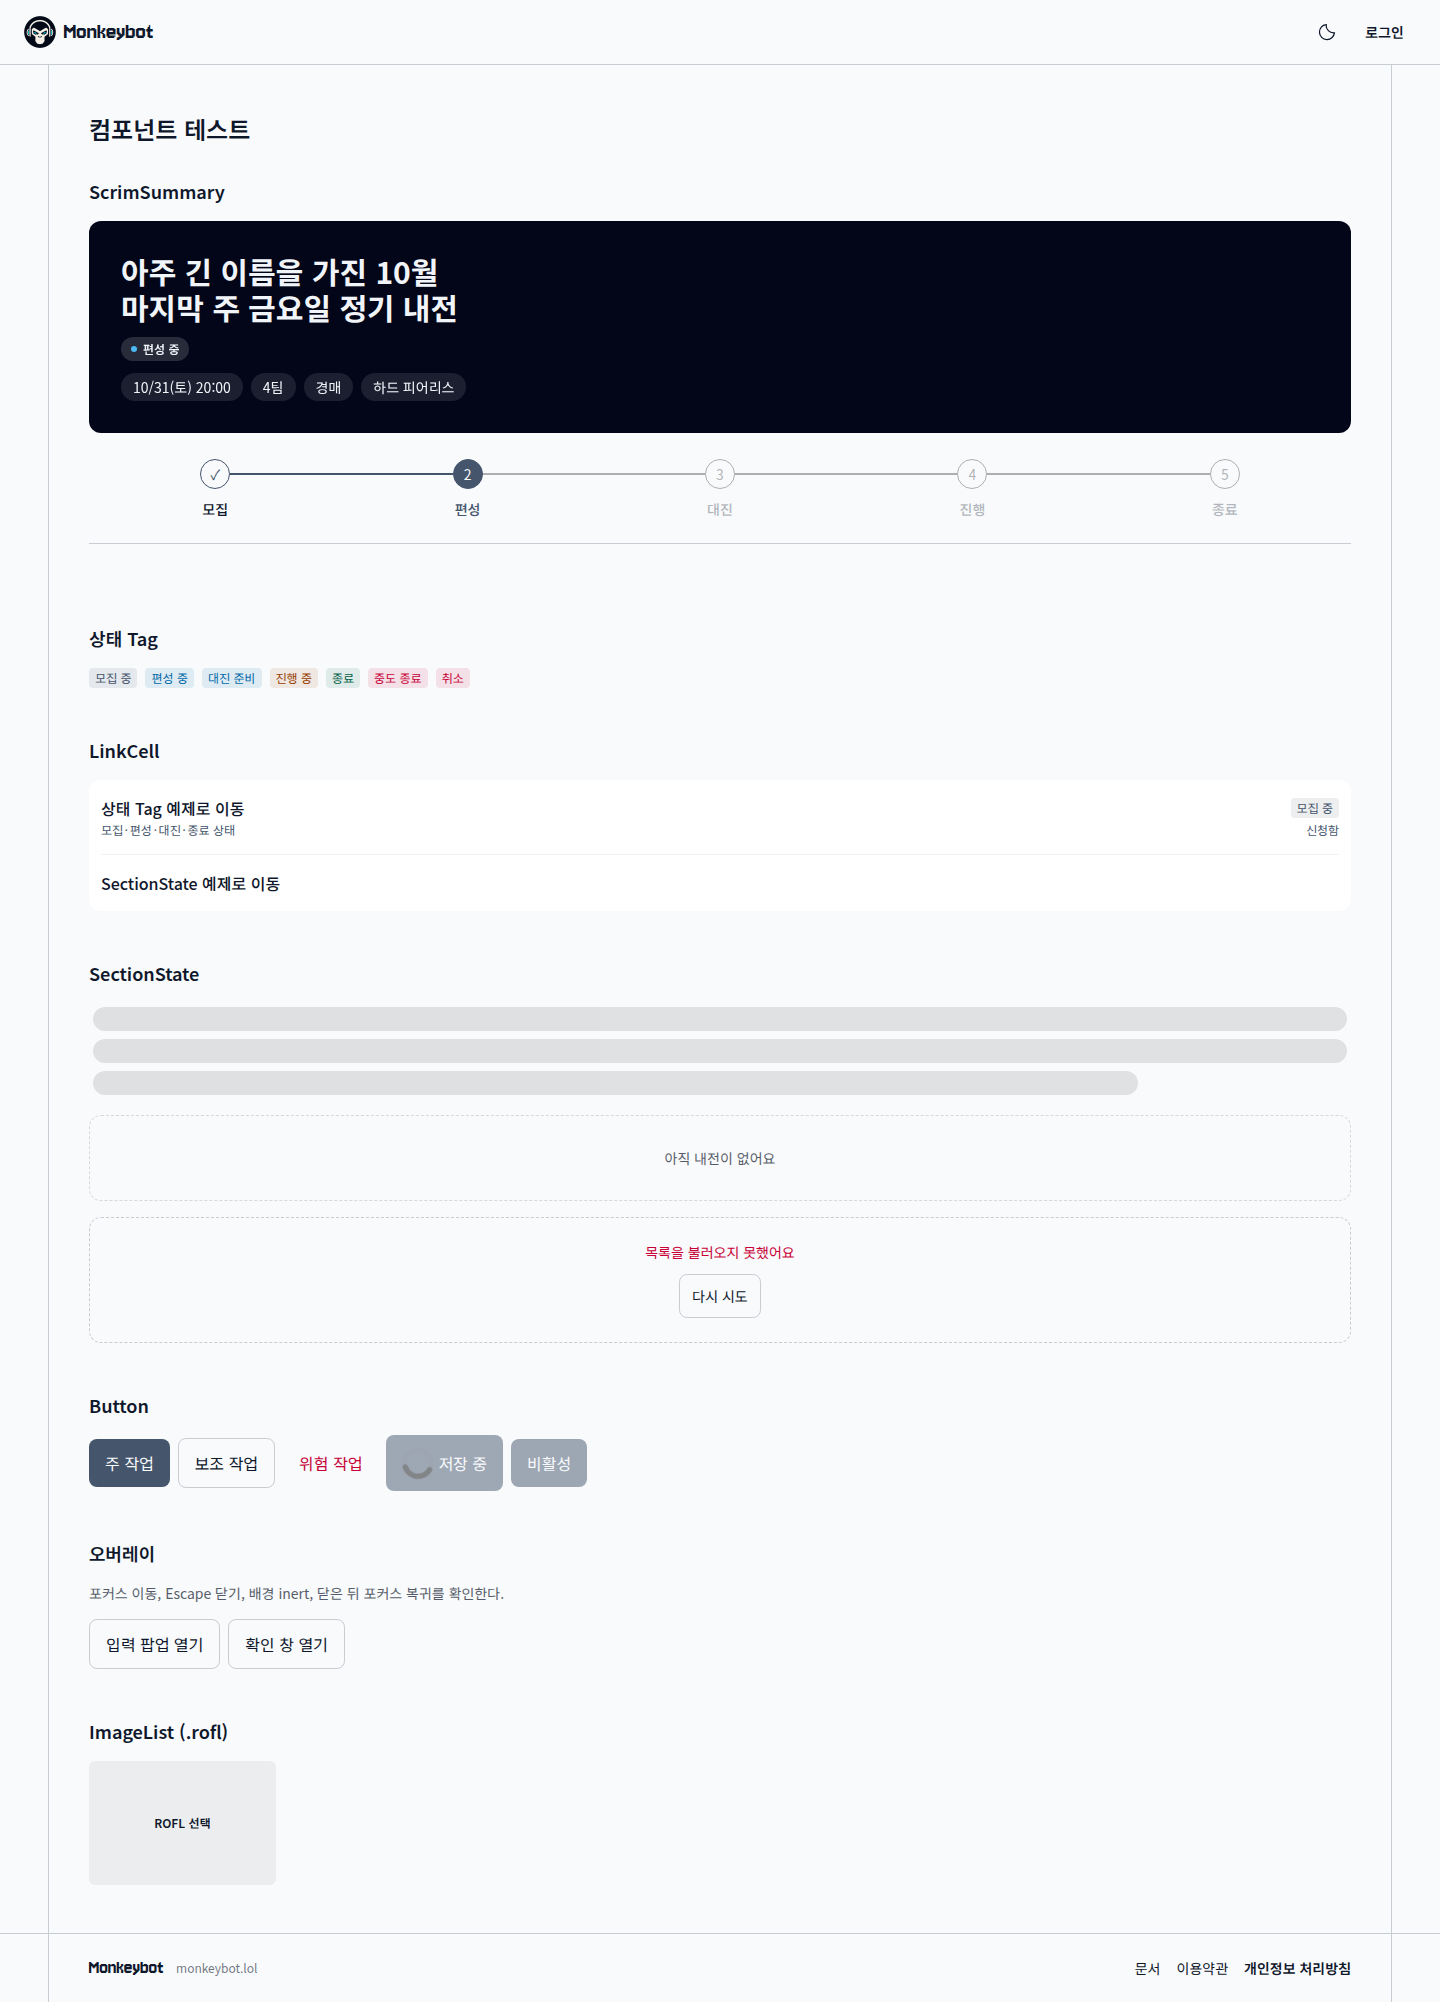 Monkeybot
로그인
컴포넌트 테스트
ScrimSummary
아주 긴 이름을 가진 10월
마지막 주 금요일 정기 내전
편성 중
10/31(토) 20:00 4팀 경매 하드 피어리스
✓ 2 3 4 5
모집 편성 대진 진행 종료
상태 Tag
모집 중 편성 중 대진 준비 진행 중 종료 중도 종료 취소
LinkCell
상태 Tag 예제로 이동 모집 중
모집·편성·대진·종료 상태 신청함
SectionState 예제로 이동
SectionState
아직 내전이 없어요
목록을 불러오지 못했어요
다시 시도
Button
주 작업 보조 작업 위험 작업 저장 중 비활성
오버레이
포커스 이동, Escape 닫기, 배경 inert, 닫은 뒤 포커스 복귀를 확인한다.
입력 팝업 열기 확인 창 열기
ImageList (.rofl)
ROFL 선택
Monkeybot monkeybot.lol 문서 이용약관 개인정보 처리방침